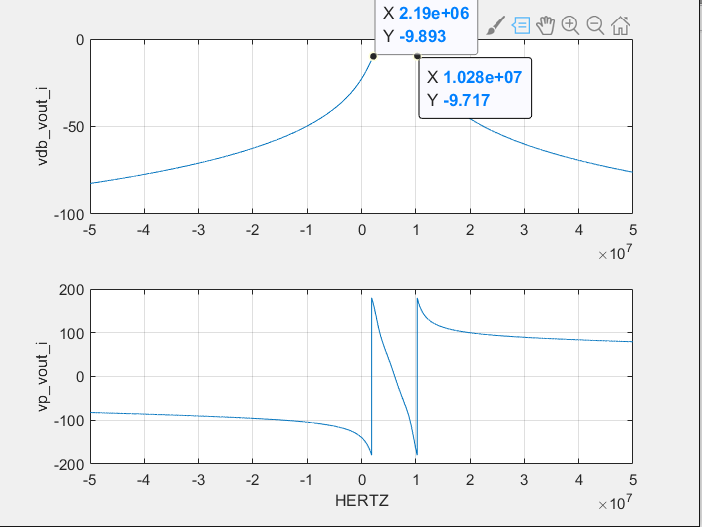 X 2.19e+06
Y -9.893
X 1.028e+07
Y -9.717
0
-50
-100
vdb_vout_i
-5 -4 -3 -2 -1 0 1 2 3 4 5
×10^7
200
100
0
-100
-200
vp_vout_i
-5 -4 -3 -2 -1 0 1 2 3 4 5
HERTZ
×10^7